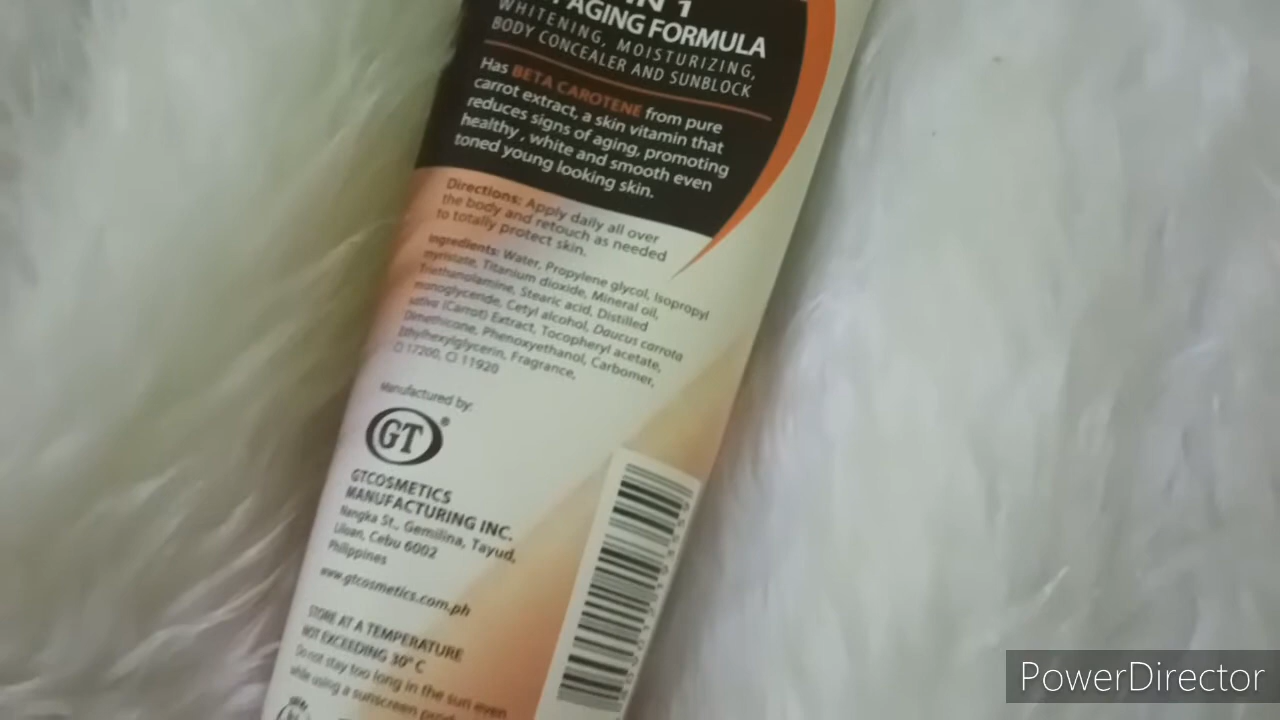 IN 1
AGING FORMULA
WHITENING, MOISTURIZING,
BODY CONCEALER AND SUNBLOCK
Has BETA CAROTENE from pure
carrot extract, a skin vitamin that
reduces signs of aging, promoting
healthy, white and smooth even
toned young looking skin.
Directions: Apply daily all over
the body and retouch as needed
to totally protect skin.
Ingredients: Water, Propylene glycol, Isopropyl
myristate, Titanium dioxide, Mineral oil,
Triethanolamine, Stearic acid, Distilled
monoglyceride, Cetyl alcohol, Daucus carrota
sativa (Carrot) Extract, Tocopheryl acetate,
Dimethicone, Phenoxyethanol, Carbomer,
Ethylhexylglycerin, Fragrance,
CI 17200, CI 11920
Manufactured by:
GT®
GTCOSMETICS
MANUFACTURING INC.
Nangka St., Gemilina, Tayud,
Liloan, Cebu 6002
Philippines
www.gtcosmetics.com.ph
STORE AT A TEMPERATURE
NOT EXCEEDING 30° C
Do not stay too long in the sun even
while using a sunscreen
PowerDirector